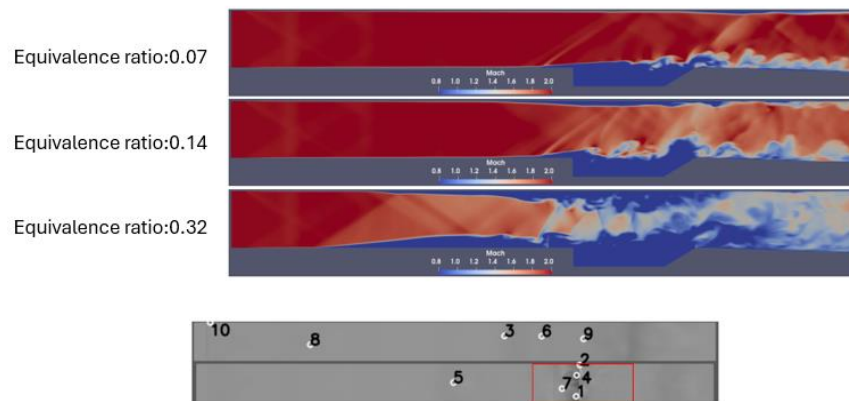 Equivalence ratio:0.07
Mach
0.8 1.0 1.2 1.4 1.6 1.8 2.0
Equivalence ratio:0.14
Mach
0.8 1.0 1.2 1.4 1.6 1.8 2.0
Equivalence ratio:0.32
Mach
0.8 1.0 1.2 1.4 1.6 1.8 2.0
10 8 3 6 9
2
5 7 4
1